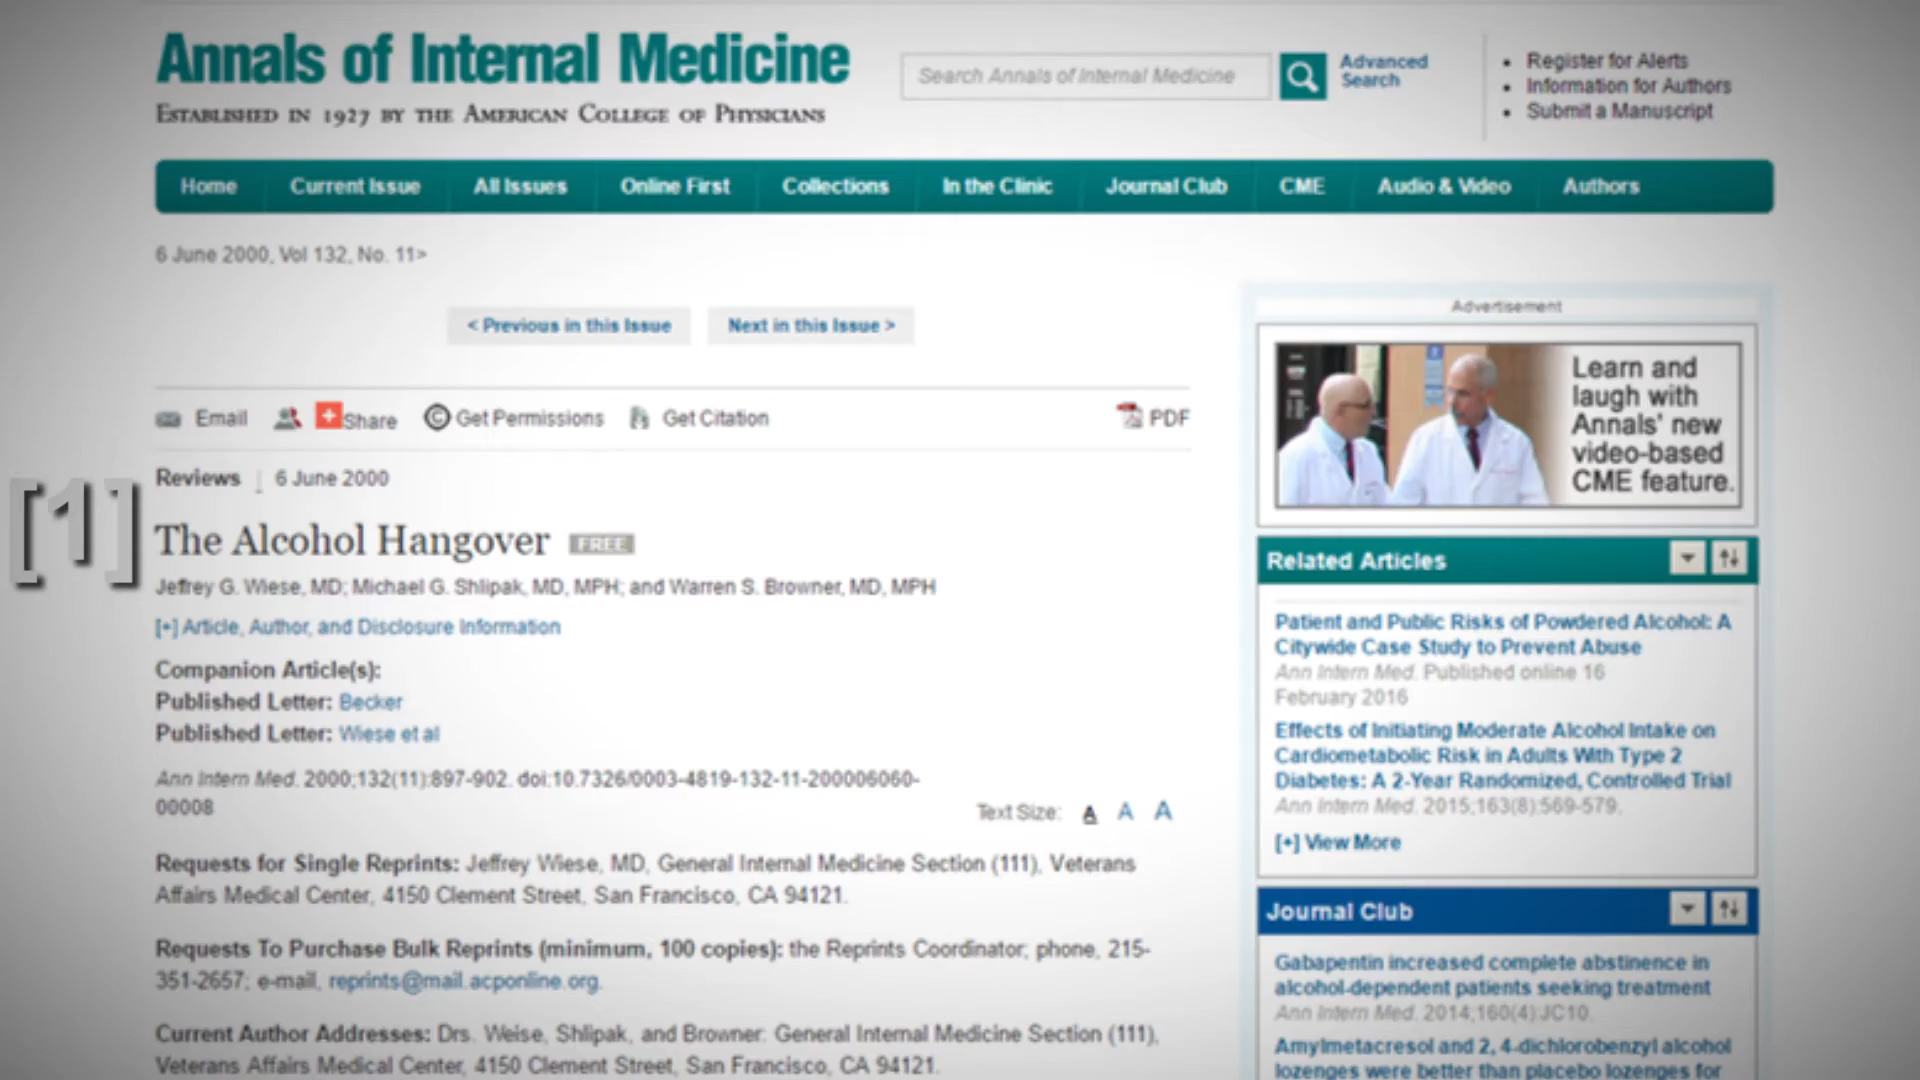 Annals of Internal Medicine
ESTABLISHED IN 1927 BY THE AMERICAN COLLEGE OF PHYSICIANS
Search Annals of Internal Medicine
Advanced
Search
• Register for Alerts
• Information for Authors
• Submit a Manuscript
Home Current Issue All Issues Online First Collections In the Clinic Journal Club CME Audio & Video Authors
6 June 2000, Vol 132, No. 11>
< Previous in this Issue Next in this Issue >
Email Share Get Permissions Get Citation PDF
Reviews | 6 June 2000
[1]
The Alcohol Hangover FREE
Jeffrey G. Wiese, MD; Michael G. Shlipak, MD, MPH; and Warren S. Browner, MD, MPH
[+] Article, Author, and Disclosure Information
Companion Article(s):
Published Letter: Becker
Published Letter: Wiese et al
Ann Intern Med. 2000;132(11):897-902. doi:10.7326/0003-4819-132-11-200006060-
00008
Text Size: A A A
Requests for Single Reprints: Jeffrey Wiese, MD, General Internal Medicine Section (111), Veterans
Affairs Medical Center, 4150 Clement Street, San Francisco, CA 94121.
Requests To Purchase Bulk Reprints (minimum, 100 copies): the Reprints Coordinator; phone, 215-
351-2657; e-mail, reprints@mail.acponline.org.
Current Author Addresses: Drs. Weise, Shlipak, and Browner: General Internal Medicine Section (111),
Veterans Affairs Medical Center, 4150 Clement Street, San Francisco, CA 94121.
Advertisement
Learn and
laugh with
Annals' new
video-based
CME feature.
Related Articles
Patient and Public Risks of Powdered Alcohol: A
Citywide Case Study to Prevent Abuse
Ann Intern Med. Published online 16
February 2016
Effects of Initiating Moderate Alcohol Intake on
Cardiometabolic Risk in Adults With Type 2
Diabetes: A 2-Year Randomized, Controlled Trial
Ann Intern Med. 2015;163(8):569-579.
[+] View More
Journal Club
Gabapentin increased complete abstinence in
alcohol-dependent patients seeking treatment
Ann Intern Med. 2014;160(4):JC10.
Amylmetacresol and 2, 4-dichlorobenzyl alcohol
lozenges were better than placebo lozenges for